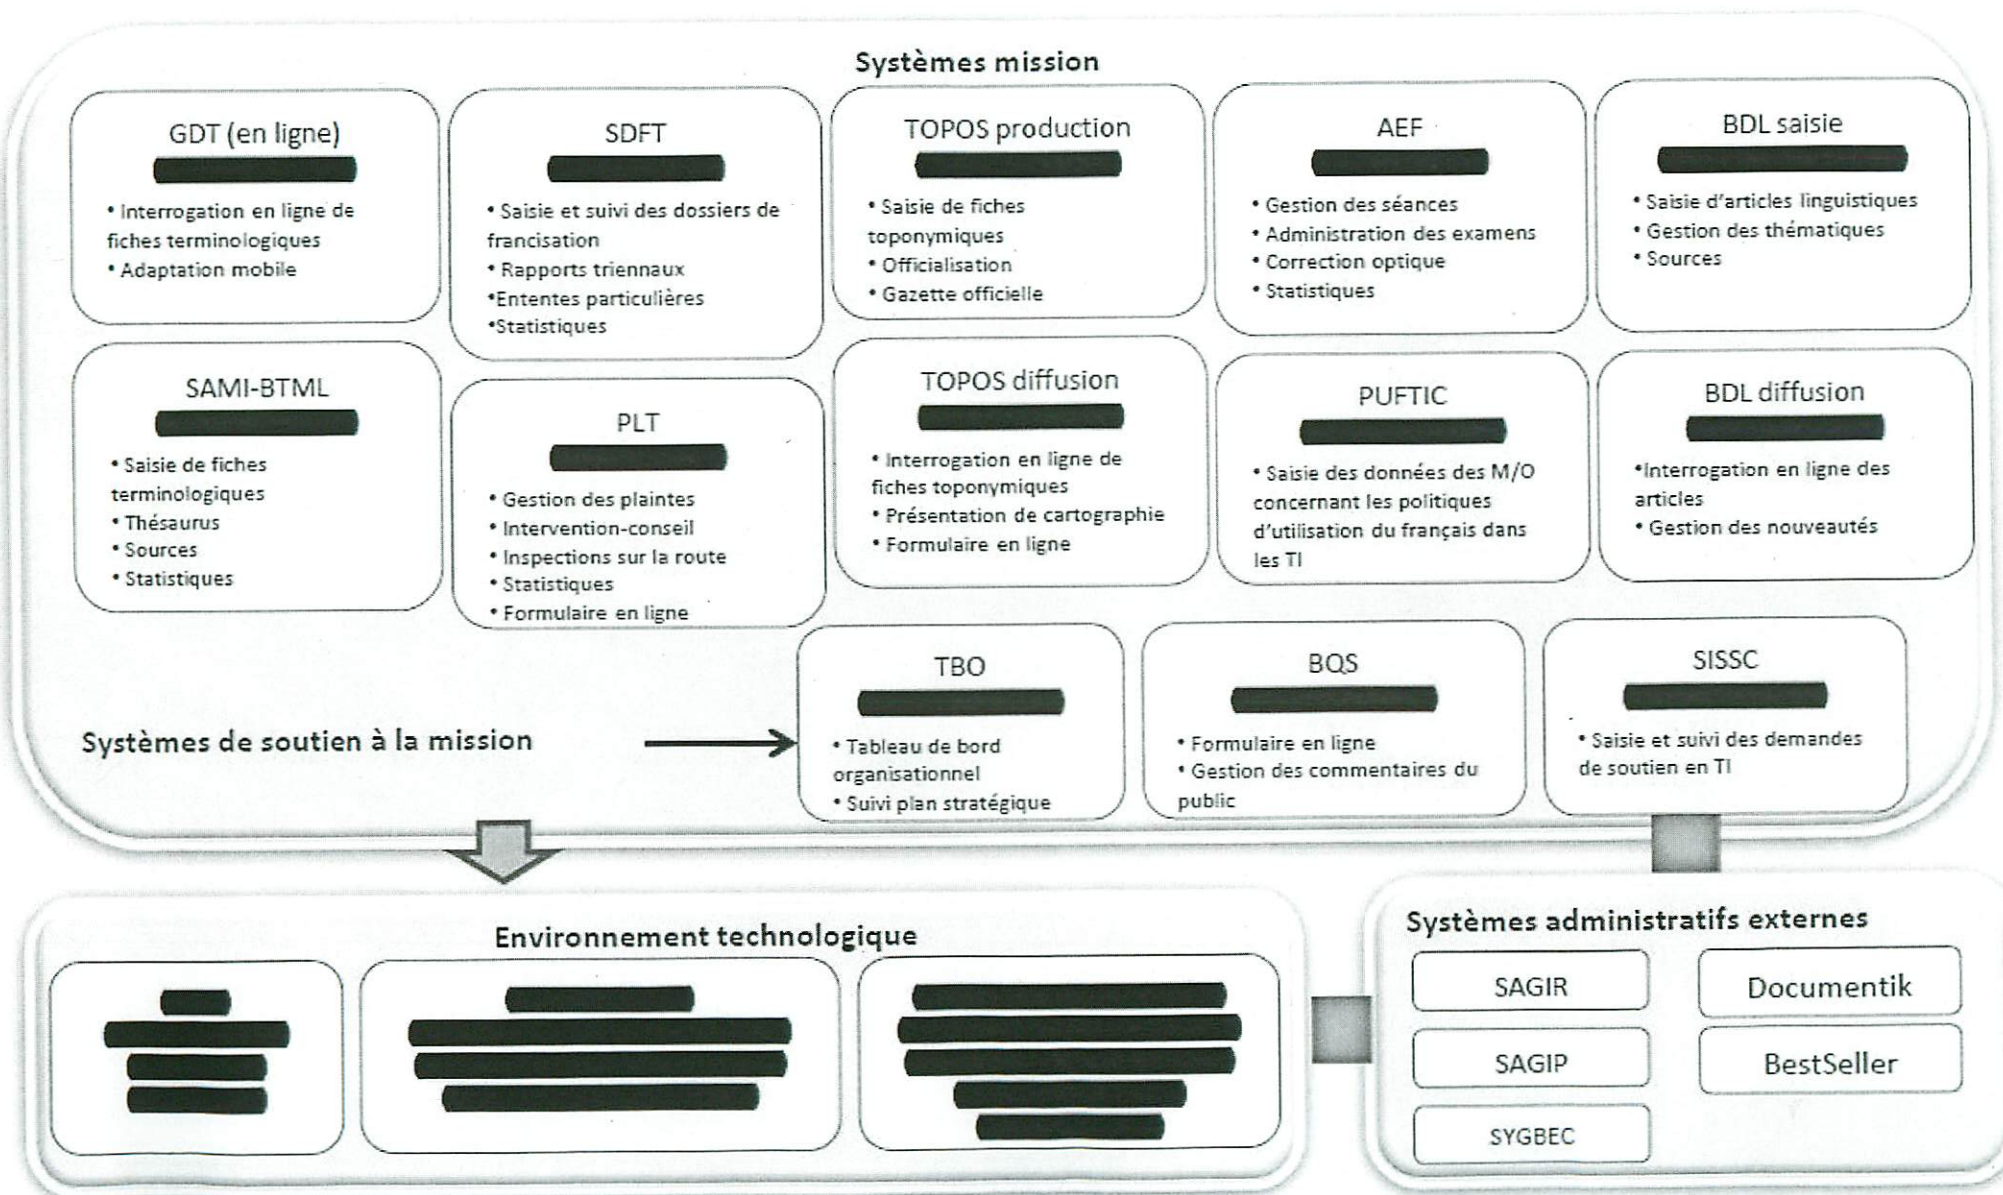 Systèmes mission
GDT (en ligne)
• Interrogation en ligne de
fiches terminologiques
• Adaptation mobile
SDFT
• Saisie et suivi des dossiers de
francisation
• Rapports triennaux
•Ententes particulières
•Statistiques
TOPOS production
• Saisie de fiches
toponymiques
• Officialisation
• Gazette officielle
AEF
• Gestion des séances
• Administration des examens
• Correction optique
• Statistiques
BDL saisie
• Saisie d'articles linguistiques
• Gestion des thématiques
• Sources
SAMI-BTML
• Saisie de fiches
terminologiques
• Thésaurus
• Sources
• Statistiques
PLT
• Gestion des plaintes
• Intervention-conseil
• Inspections sur la route
• Statistiques
• Formulaire en ligne
TOPOS diffusion
• Interrogation en ligne de
fiches toponymiques
• Présentation de cartographie
• Formulaire en ligne
PUFTIC
• Saisie des données des M/O
concernant les politiques
d'utilisation du français dans
les TI
BDL diffusion
•Interrogation en ligne des
articles
• Gestion des nouveautés
Systèmes de soutien à la mission
TBO
• Tableau de bord
organisationnel
• Suivi plan stratégique
BQS
• Formulaire en ligne
• Gestion des commentaires du
public
SISSC
• Saisie et suivi des demandes
de soutien en TI
Environnement technologique
Systèmes administratifs externes
SAGIR
Documentik
SAGIP
BestSeller
SYGBEC